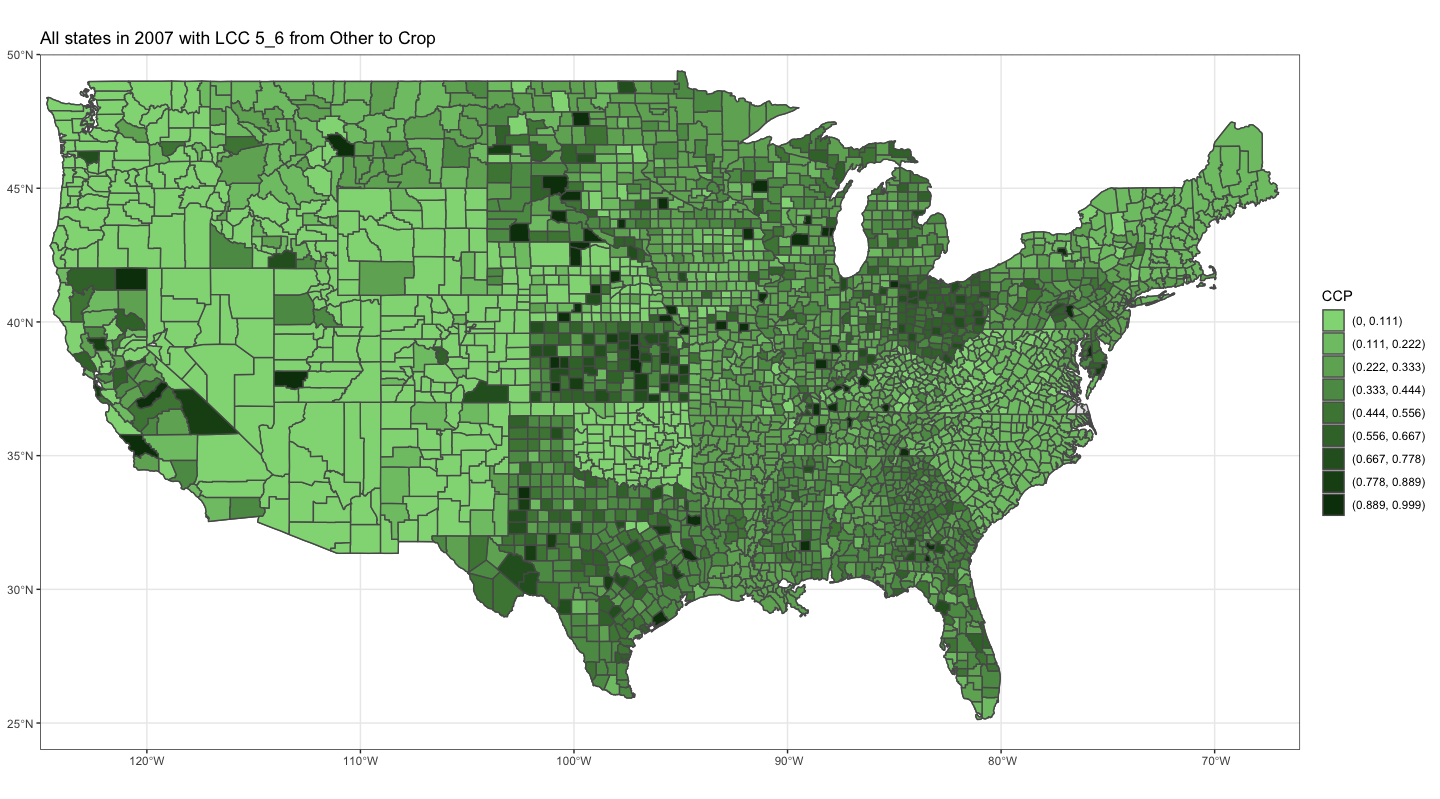 All states in 2007 with LCC 5_6 from Other to Crop
50°N
45°N
40°N
35°N
30°N
25°N
120°W
110°W
100°W
90°W
80°W
70°W
CCP
(0, 0.111)
(0.111, 0.222)
(0.222, 0.333)
(0.333, 0.444)
(0.444, 0.556)
(0.556, 0.667)
(0.667, 0.778)
(0.778, 0.889)
(0.889, 0.999)